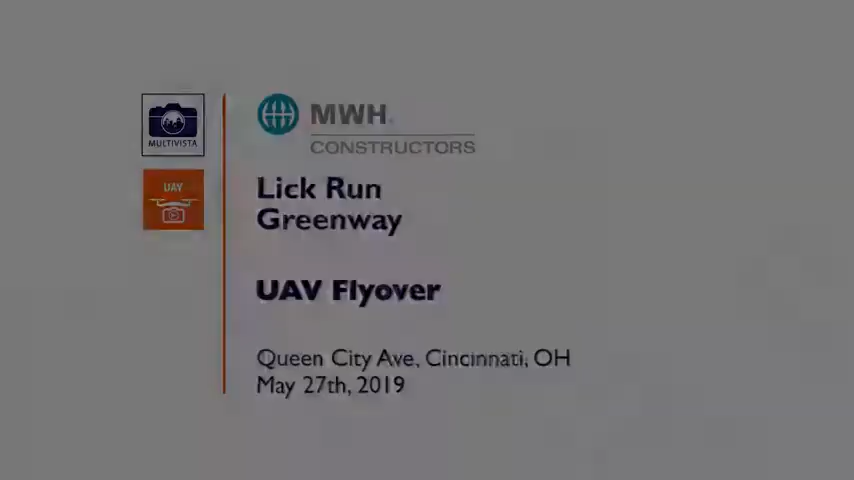 MULTIVISTA
UAV
MWH.
CONSTRUCTORS
Lick Run
Greenway
UAV Flyover
Queen City Ave, Cincinnati, OH
May 27th, 2019